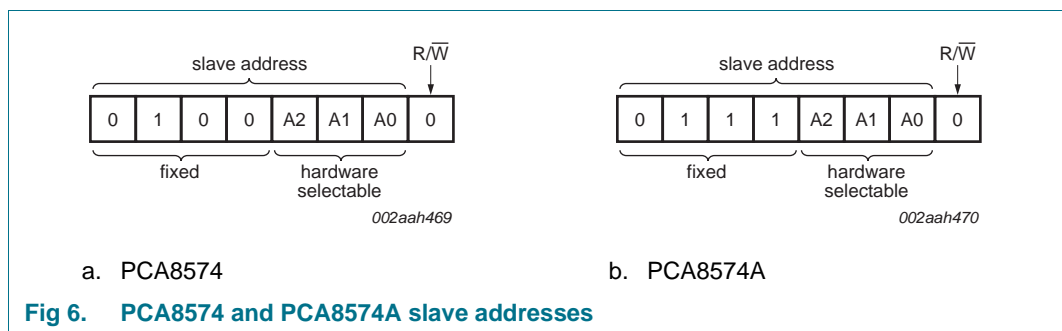 R/W R/W
slave address slave address
0 1 0 0 A2 A1 A0 0 0 1 1 1 A2 A1 A0 0
fixed hardware selectable fixed hardware selectable
002aah469 002aah470
a. PCA8574 b. PCA8574A
Fig 6. PCA8574 and PCA8574A slave addresses